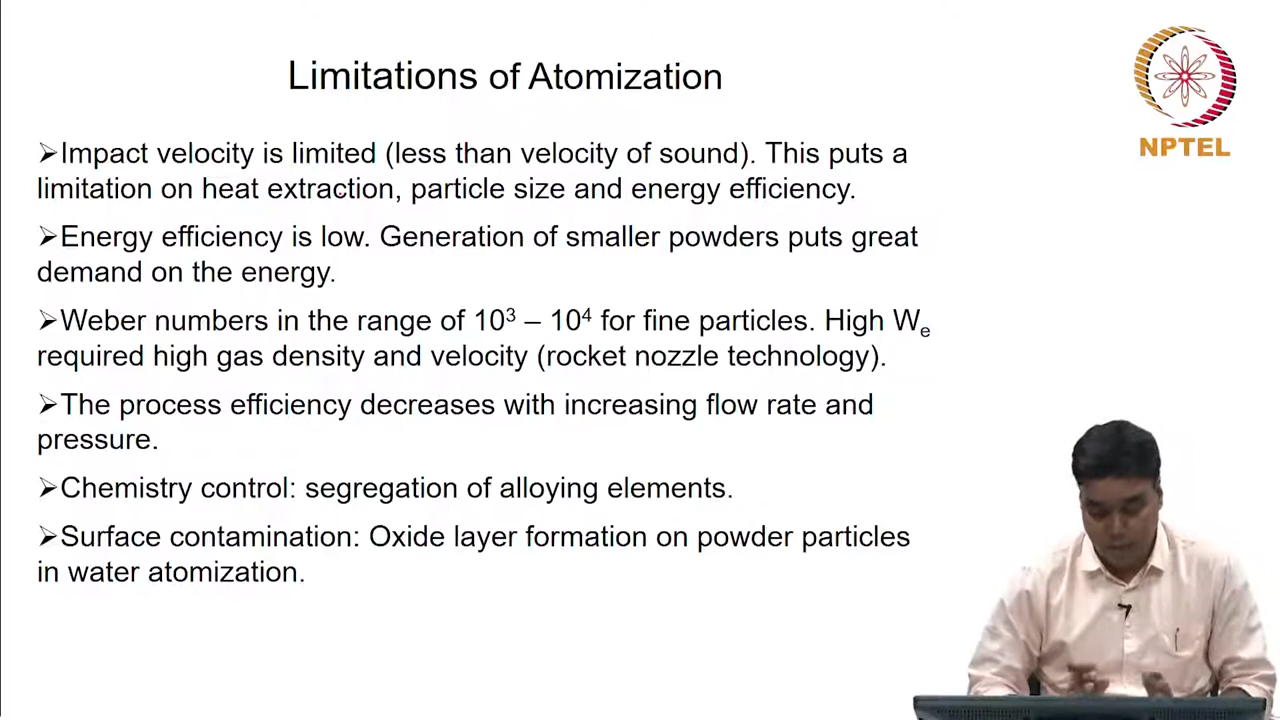 Limitations of Atomization
NPTEL
➢Impact velocity is limited (less than velocity of sound). This puts a
limitation on heat extraction, particle size and energy efficiency.
➢Energy efficiency is low. Generation of smaller powders puts great
demand on the energy.
➢Weber numbers in the range of 10³ – 10⁴ for fine particles. High Wₑ
required high gas density and velocity (rocket nozzle technology).
➢The process efficiency decreases with increasing flow rate and
pressure.
➢Chemistry control: segregation of alloying elements.
➢Surface contamination: Oxide layer formation on powder particles
in water atomization.